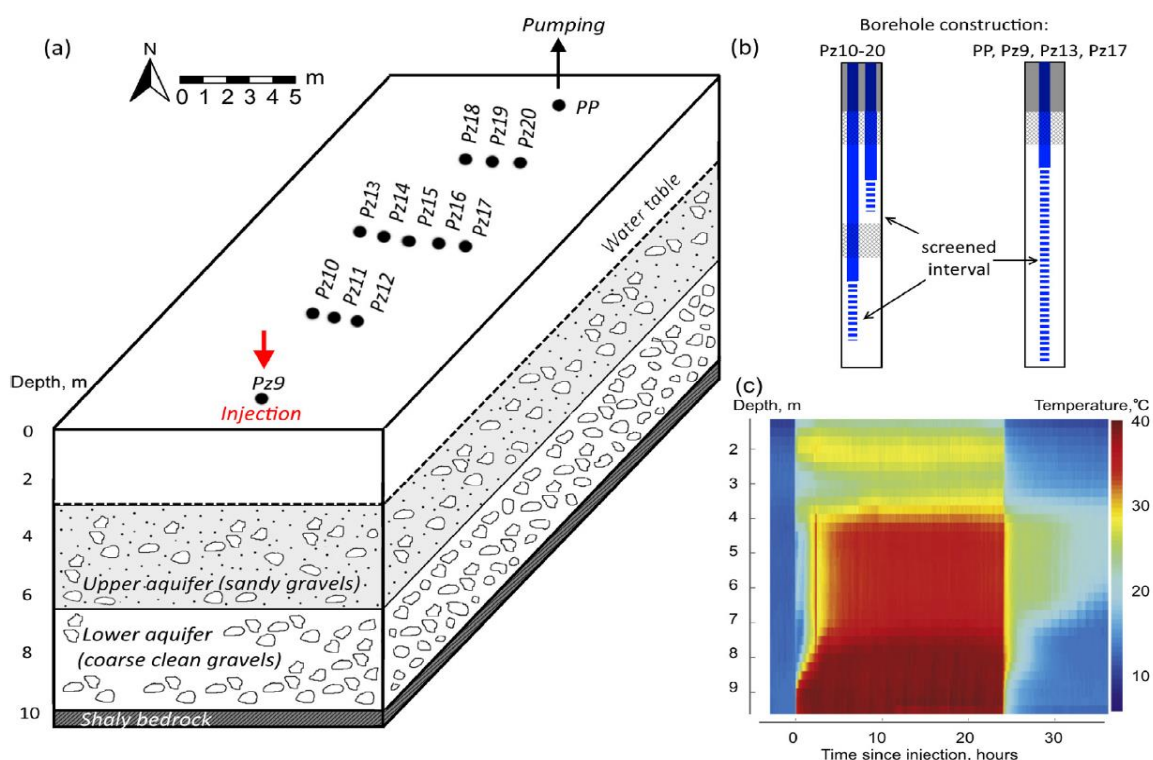 (a)
N
m
0 1 2 3 4 5
Pumping
PP
Pz18
Pz19
Pz20
Pz13
Pz14
Pz15
Pz16
Pz17
Pz10
Pz11
Pz12
Water table
Pz9
Injection
Depth, m
0
2
4
6
8
10
Upper aquifer (sandy gravels)
Lower aquifer
(coarse clean gravels)
Shaly bedrock
(b)
Borehole construction:
Pz10-20
PP, Pz9, Pz13, Pz17
screened
interval
(c)
Depth, m
Temperature,°C
2
3
4
5
6
7
8
9
40
30
20
10
0 10 20 30
Time since injection, hours